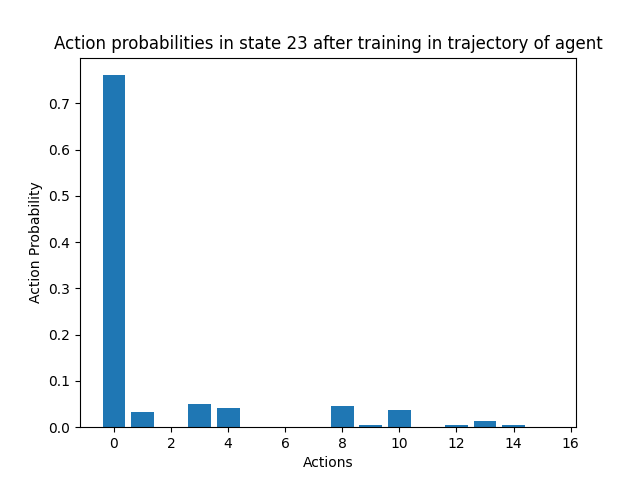 Action probabilities in state 23 after training in trajectory of agent
Action Probability
0.7
0.6
0.5
0.4
0.3
0.2
0.1
0.0
0 2 4 6 8 10 12 14 16
Actions